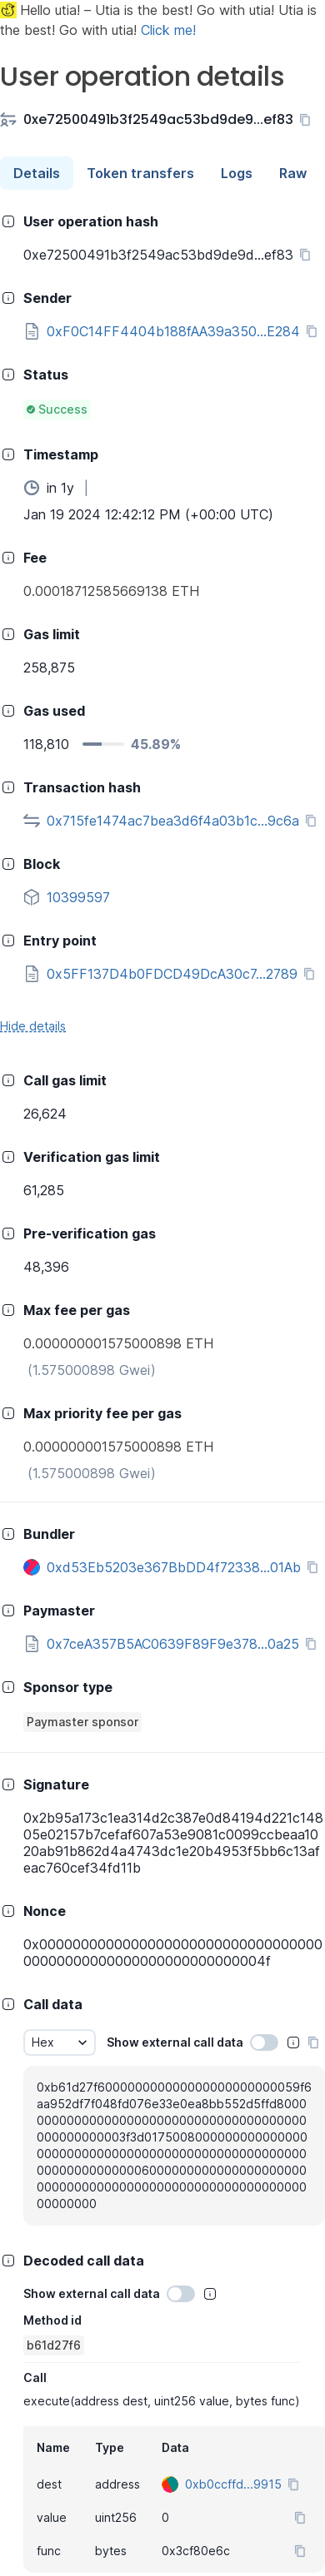 Hello utia! – Utia is the best! Go with utia! Utia is
the best! Go with utia! Click me!
User operation details
0xe72500491b3f2549ac53bd9de9...ef83
Details Token transfers Logs Raw
User operation hash
0xe72500491b3f2549ac53bd9de9d...ef83
Sender
0xF0C14FF4404b188fAA39a350...E284
Status
Success
Timestamp
in 1y |
Jan 19 2024 12:42:12 PM (+00:00 UTC)
Fee
0.00018712585669138 ETH
Gas limit
258,875
Gas used
118,810 45.89%
Transaction hash
0x715fe1474ac7bea3d6f4a03b1c...9c6a
Block
10399597
Entry point
0x5FF137D4b0FDCD49DcA30c7...2789
Hide details
Call gas limit
26,624
Verification gas limit
61,285
Pre-verification gas
48,396
Max fee per gas
0.000000001575000898 ETH
(1.575000898 Gwei)
Max priority fee per gas
0.000000001575000898 ETH
(1.575000898 Gwei)
Bundler
0xd53Eb5203e367BbDD4f72338...01Ab
Paymaster
0x7ceA357B5AC0639F89F9e378...0a25
Sponsor type
Paymaster sponsor
Signature
0x2b95a173c1ea314d2c387e0d84194d221c148
05e02157b7cefaf607a53e9081c0099ccbeaa10
20ab91b862d4a4743dc1e20b4953f5bb6c13af
eac760cef34fd11b
Nonce
Call data
Hex Show external call data
Decoded call data
Show external call data
Method id
b61d27f6
Call
execute(address dest, uint256 value, bytes func)
Name Type Data
dest address 0xb0ccffd...9915
value uint256 0
func bytes 0x3cf80e6c